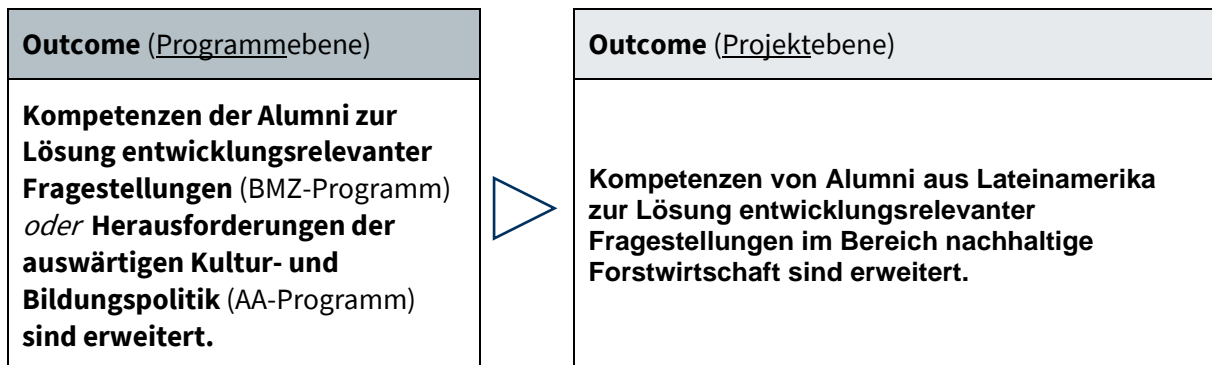 Outcome (Programmebene)
Kompetenzen der Alumni zur
Lösung entwicklungsrelevanter
Fragestellungen (BMZ-Programm)
oder Herausforderungen der
auswärtigen Kultur- und
Bildungspolitik (AA-Programm)
sind erweitert.
Outcome (Projektebene)
Kompetenzen von Alumni aus Lateinamerika
zur Lösung entwicklungsrelevanter
Fragestellungen im Bereich nachhaltige
Forstwirtschaft sind erweitert.